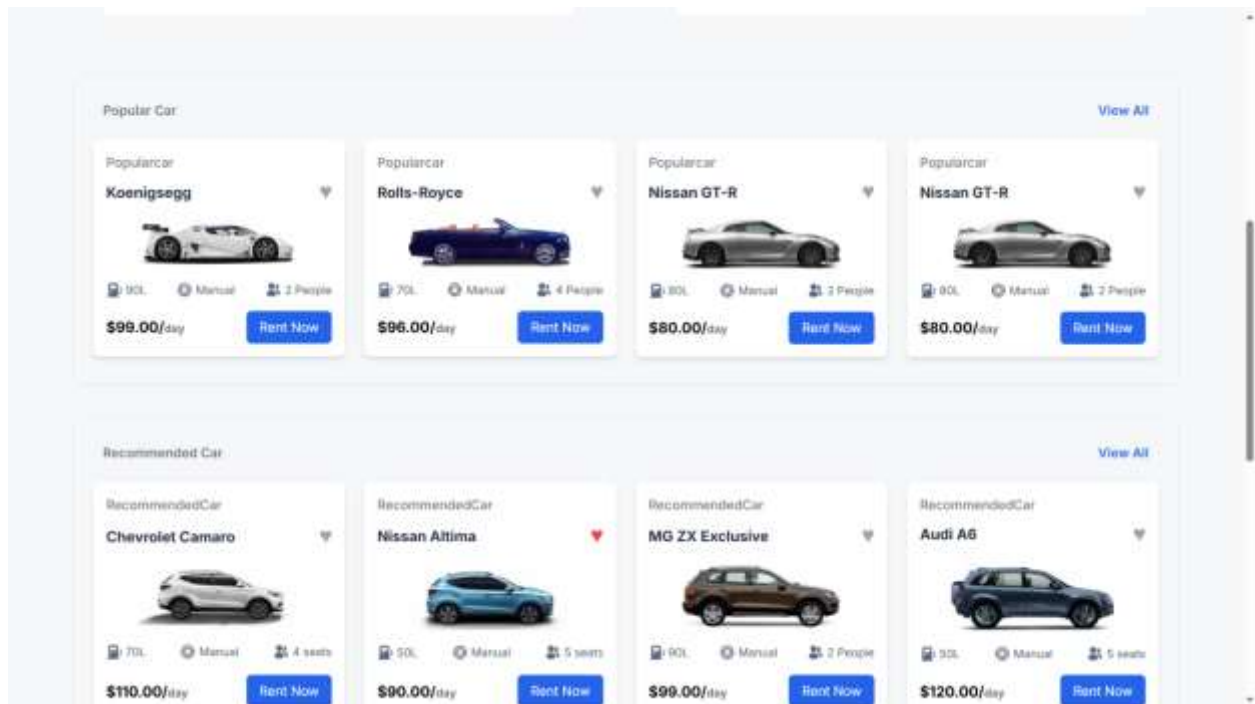 Popular Car View All
Popularcar Popularcar Popularcar Popularcar
Koenigsegg Rolls-Royce Nissan GT-R Nissan GT-R
90L Manual 2 People 70L Manual 4 People 80L Manual 2 People 80L Manual 2 People
$99.00/day Rent Now $96.00/day Rent Now $80.00/day Rent Now $80.00/day Rent Now
Recommended Car View All
RecommendedCar RecommendedCar RecommendedCar RecommendedCar
Chevrolet Camaro Nissan Altima MG ZX Exclusive Audi A6
70L Manual 4 seats 50L Manual 5 seats 90L Manual 2 People 50L Manual 5 seats
$110.00/day Rent Now $90.00/day Rent Now $99.00/day Rent Now $120.00/day Rent Now